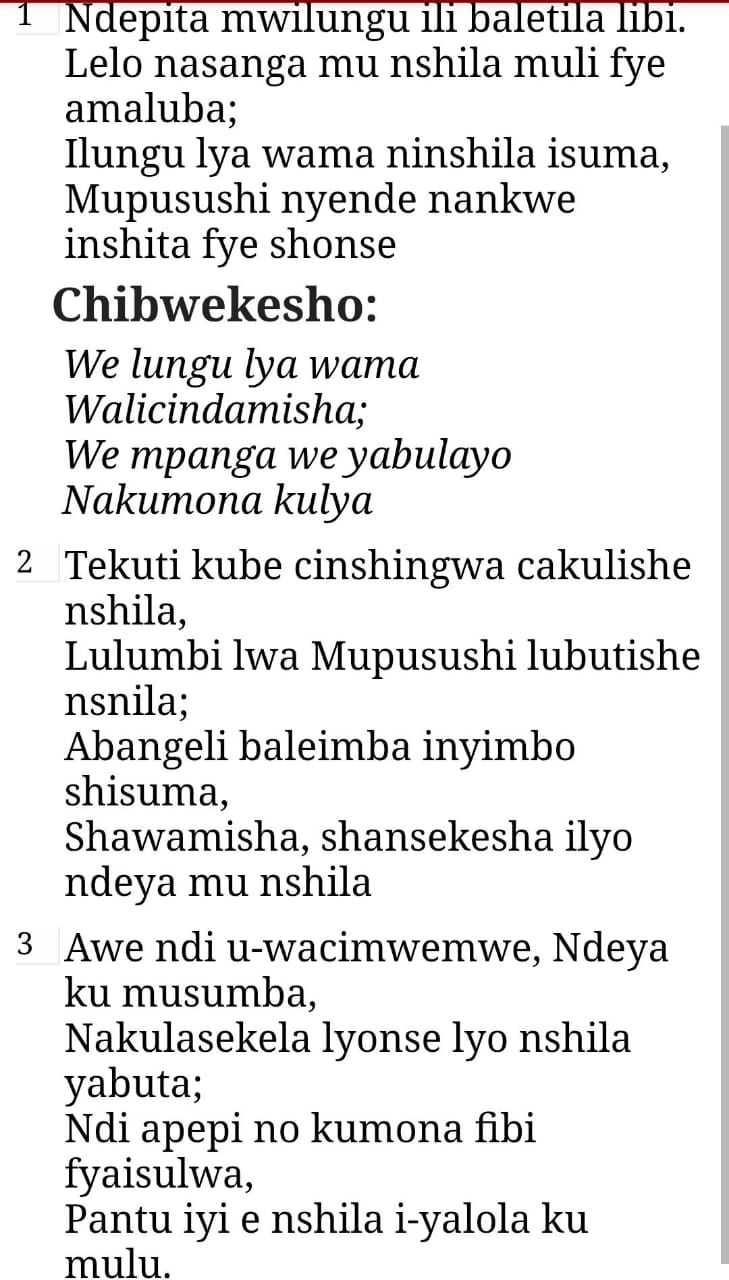 1 Ndepita mwilungu ili baletila libi.
Lelo nasanga mu nshila muli fye
amaluba;
Ilungu lya wama ninshila isuma,
Mupusushi nyende nankwe
inshita fye shonse
Chibwekesho:
We lungu lya wama
Walicindamisha;
We mpanga we yabulayo
Nakumona kulya
2 Tekuti kube cinshingwa cakulishe
nshila,
Lulumbi lwa Mupusushi lubutishe
nsnila;
Abangeli baleimba inyimbo
shisuma,
Shawamisha, shansekesha ilyo
ndeya mu nshila
3 Awe ndi u-wacimwemwe, Ndeya
ku musumba,
Nakulasekela lyonse lyo nshila
yabuta;
Ndi apepi no kumona fibi
fyaisulwa,
Pantu iyi e nshila i-yalola ku
mulu.